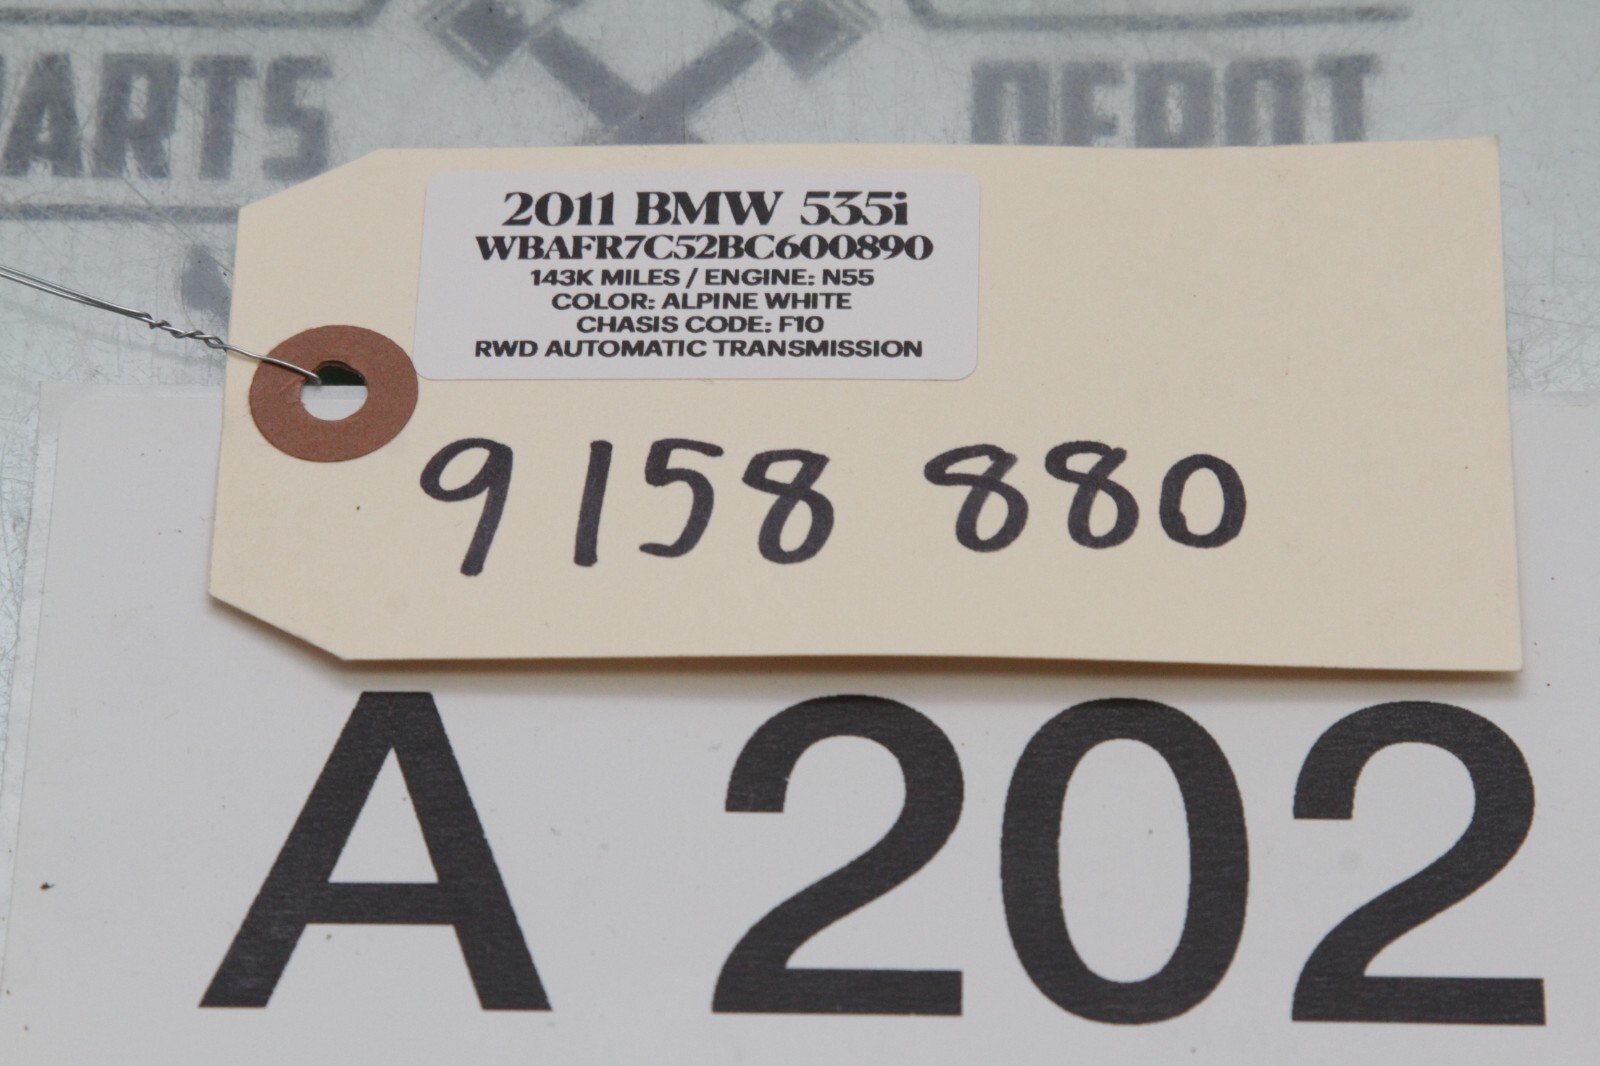 PARTS DEPOT
2011 BMW 535i
WBAFR7C52BC600890
143K MILES / ENGINE: N55
COLOR: ALPINE WHITE
CHASIS CODE: F10
RWD AUTOMATIC TRANSMISSION
9158 880
A 202